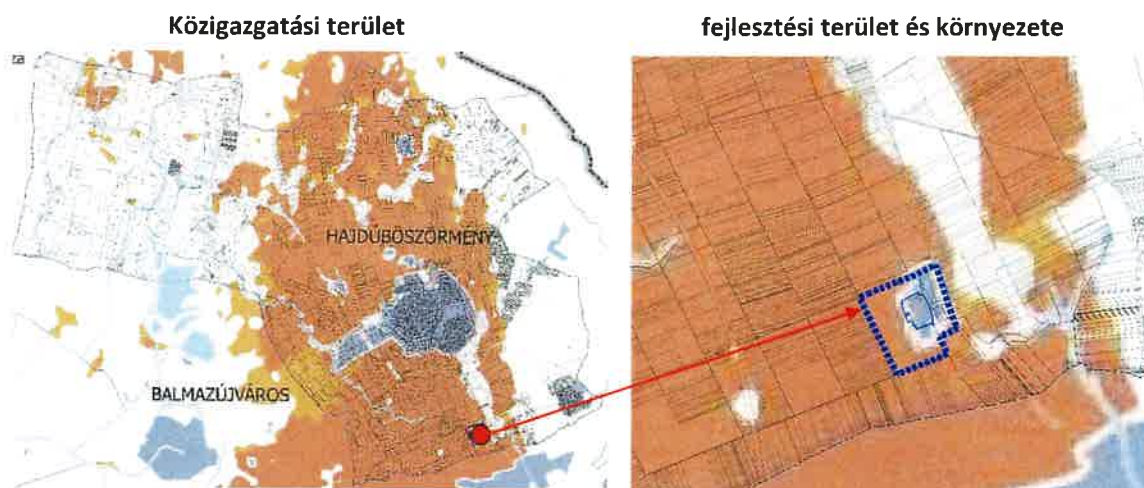 Közigazgatási terület
fejlesztési terület és környezete
HAJDÚBÖSZÖRMÉNY
BALMAZÚJVÁROS